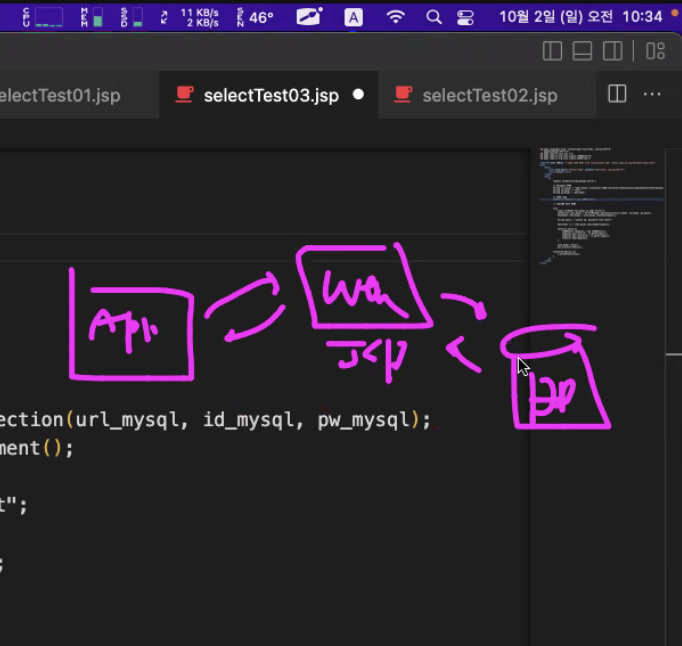 CPU MEM SSD 11 KB/s 2 KB/s SEN 46° A 10월 2일 (일) 오전 10:34
electTest01.jsp selectTest03.jsp selectTest02.jsp ...
App
JSP
DB
ection(url_mysql, id_mysql, pw_mysql);
ment();
t";
;